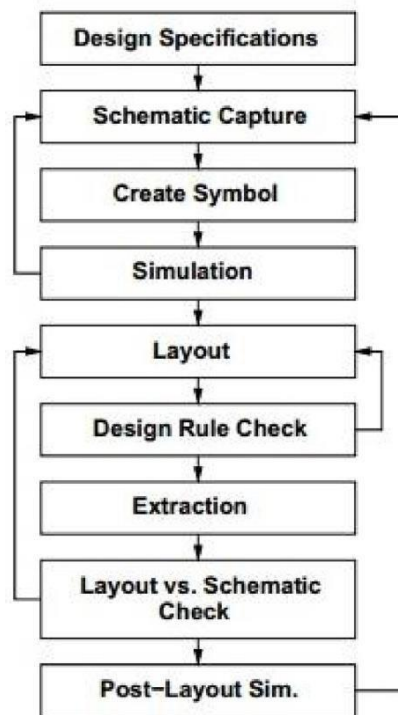 Design Specifications
Schematic Capture
Create Symbol
Simulation
Layout
Design Rule Check
Extraction
Layout vs. Schematic
Check
Post−Layout Sim.